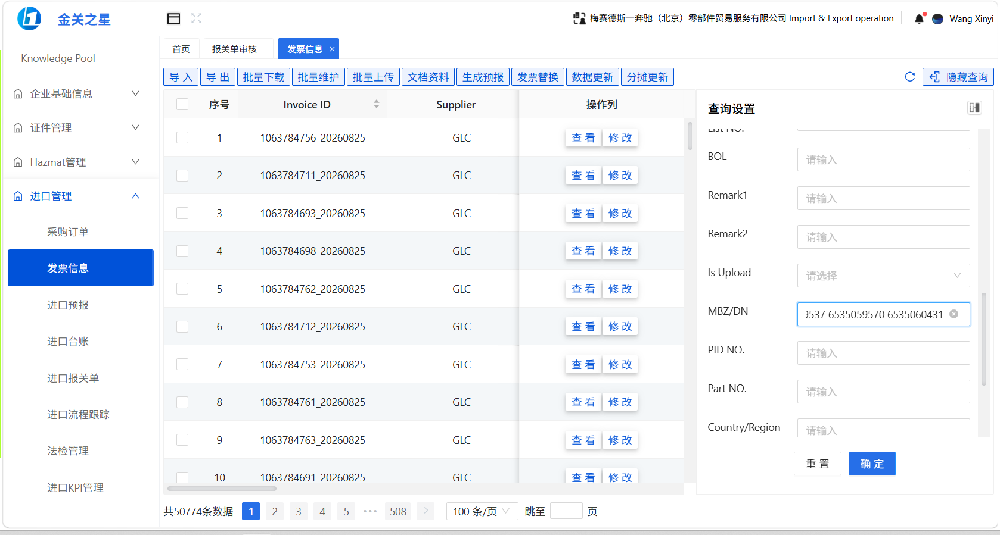 金关之星
梅赛德斯一奔驰（北京）零部件贸易服务有限公司 Import & Export operation
Wang Xinyi
Knowledge Pool
企业基础信息
证件管理
Hazmat管理
进口管理
采购订单
发票信息
进口预报
进口台账
进口报关单
进口流程跟踪
法检管理
进口KPI管理
首页 报关单审核 发票信息
导 入 导 出 批量下载 批量维护 批量上传 文档资料 生成预报 发票替换 数据更新 分摊更新 隐藏查询
序号 Invoice ID Supplier 操作列
1 1063784756_20260825 GLC 查 看 修 改
2 1063784711_20260825 GLC 查 看 修 改
3 1063784693_20260825 GLC 查 看 修 改
4 1063784698_20260825 GLC 查 看 修 改
5 1063784762_20260825 GLC 查 看 修 改
6 1063784712_20260825 GLC 查 看 修 改
7 1063784753_20260825 GLC 查 看 修 改
8 1063784761_20260825 GLC 查 看 修 改
9 1063784763_20260825 GLC 查 看 修 改
10 1063784691_20260825 GLC 查 看 修 改
共50774条数据 1 2 3 4 5 ••• 508 > 100 条/页 跳至 页
查询设置
List NO.
BOL 请输入
Remark1 请输入
Remark2 请输入
Is Upload 请选择
MBZ/DN 9537 6535059570 6535060431
PID NO. 请输入
Part NO. 请输入
Country/Region 请输入
重 置 确 定